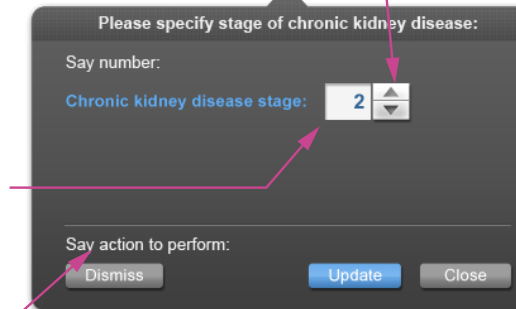 Please specify stage of chronic kidney disease:
Say number:
Chronic kidney disease stage: 2
Say action to perform:
Dismiss Update Close